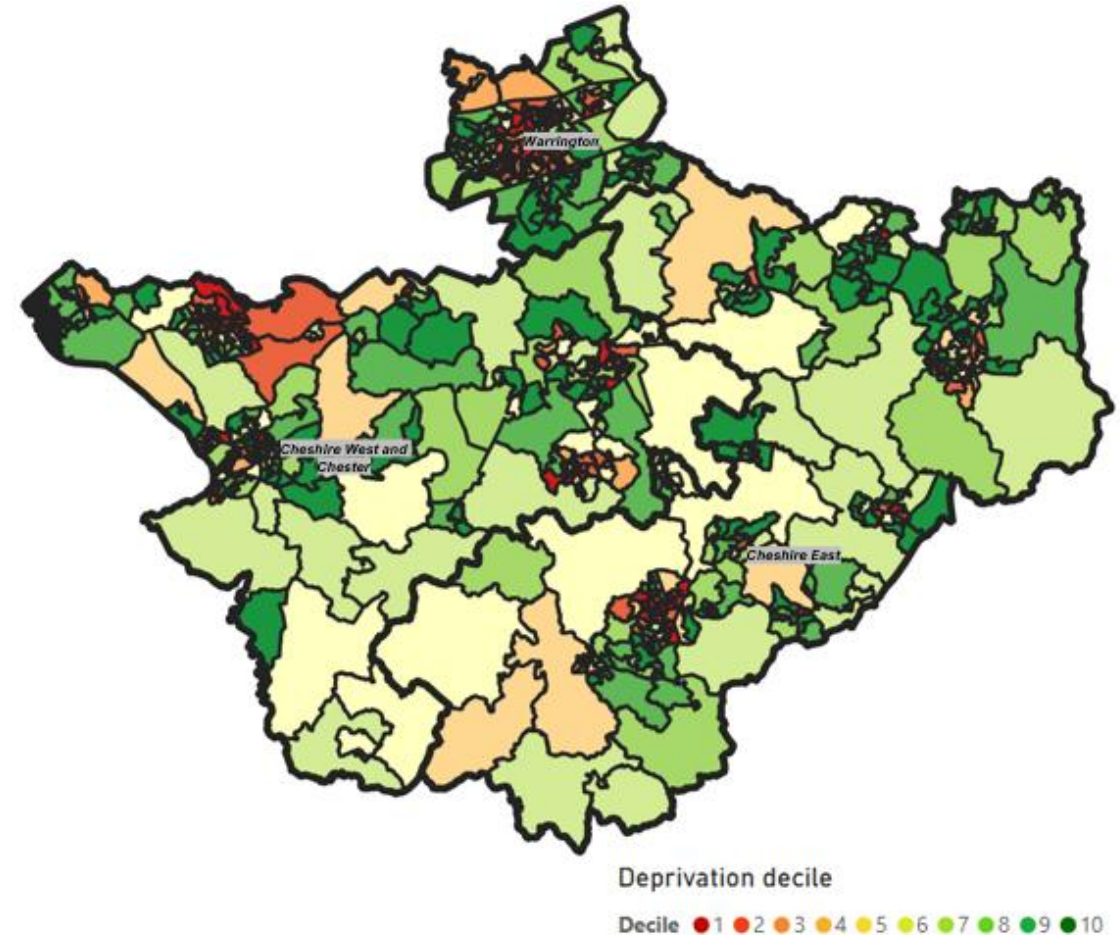 Warrington
Cheshire West and
Chester
Cheshire East
Deprivation decile
Decile 1 2 3 4 5 6 7 8 9 10